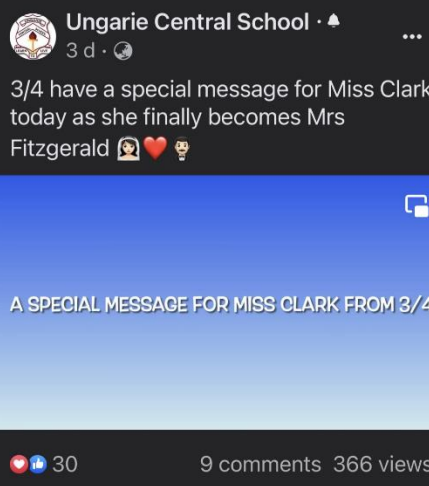 Ungarie Central School ·
3 d ·
3/4 have a special message for Miss Clark
today as she finally becomes Mrs
Fitzgerald 👰🏻❤️🤵🏻
A SPECIAL MESSAGE FOR MISS CLARK FROM 3/4
30
9 comments 366 views